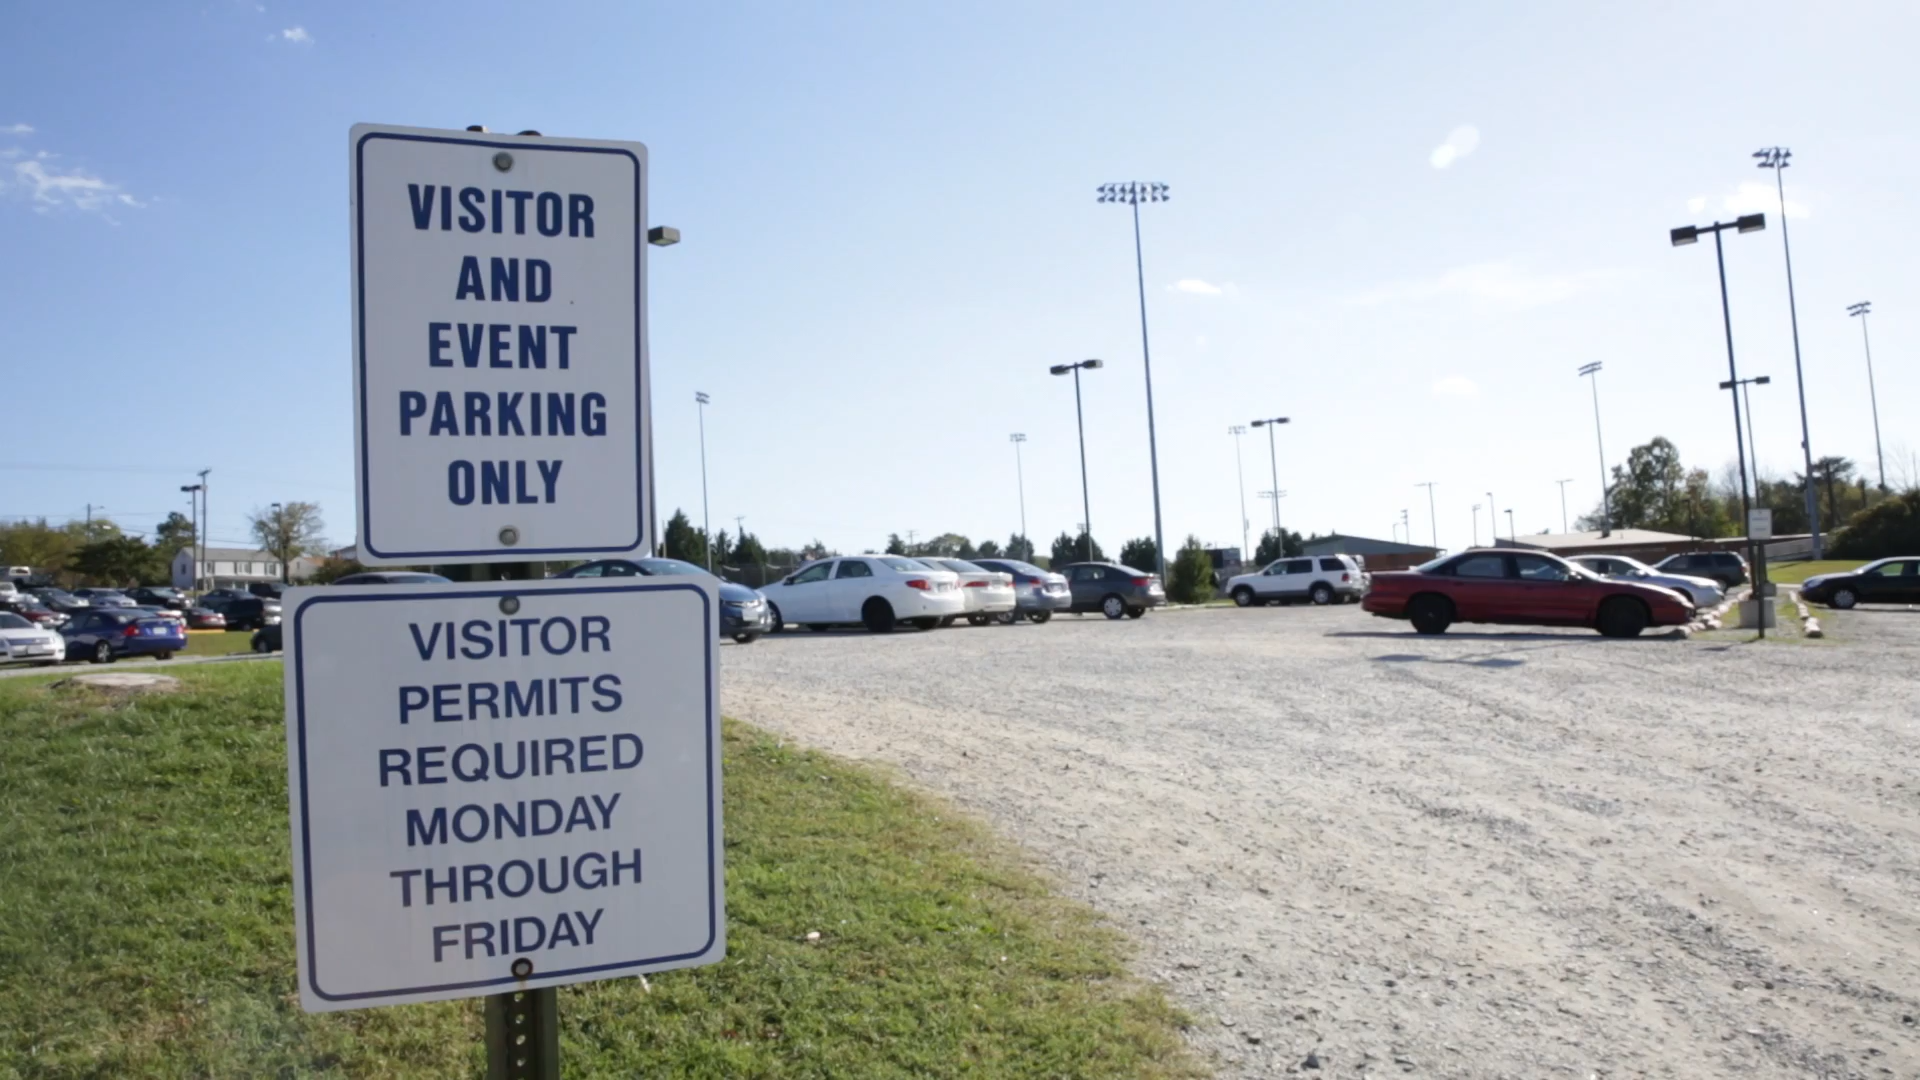 VISITOR
AND
EVENT
PARKING
ONLY
VISITOR
PERMITS
REQUIRED
MONDAY
THROUGH
FRIDAY